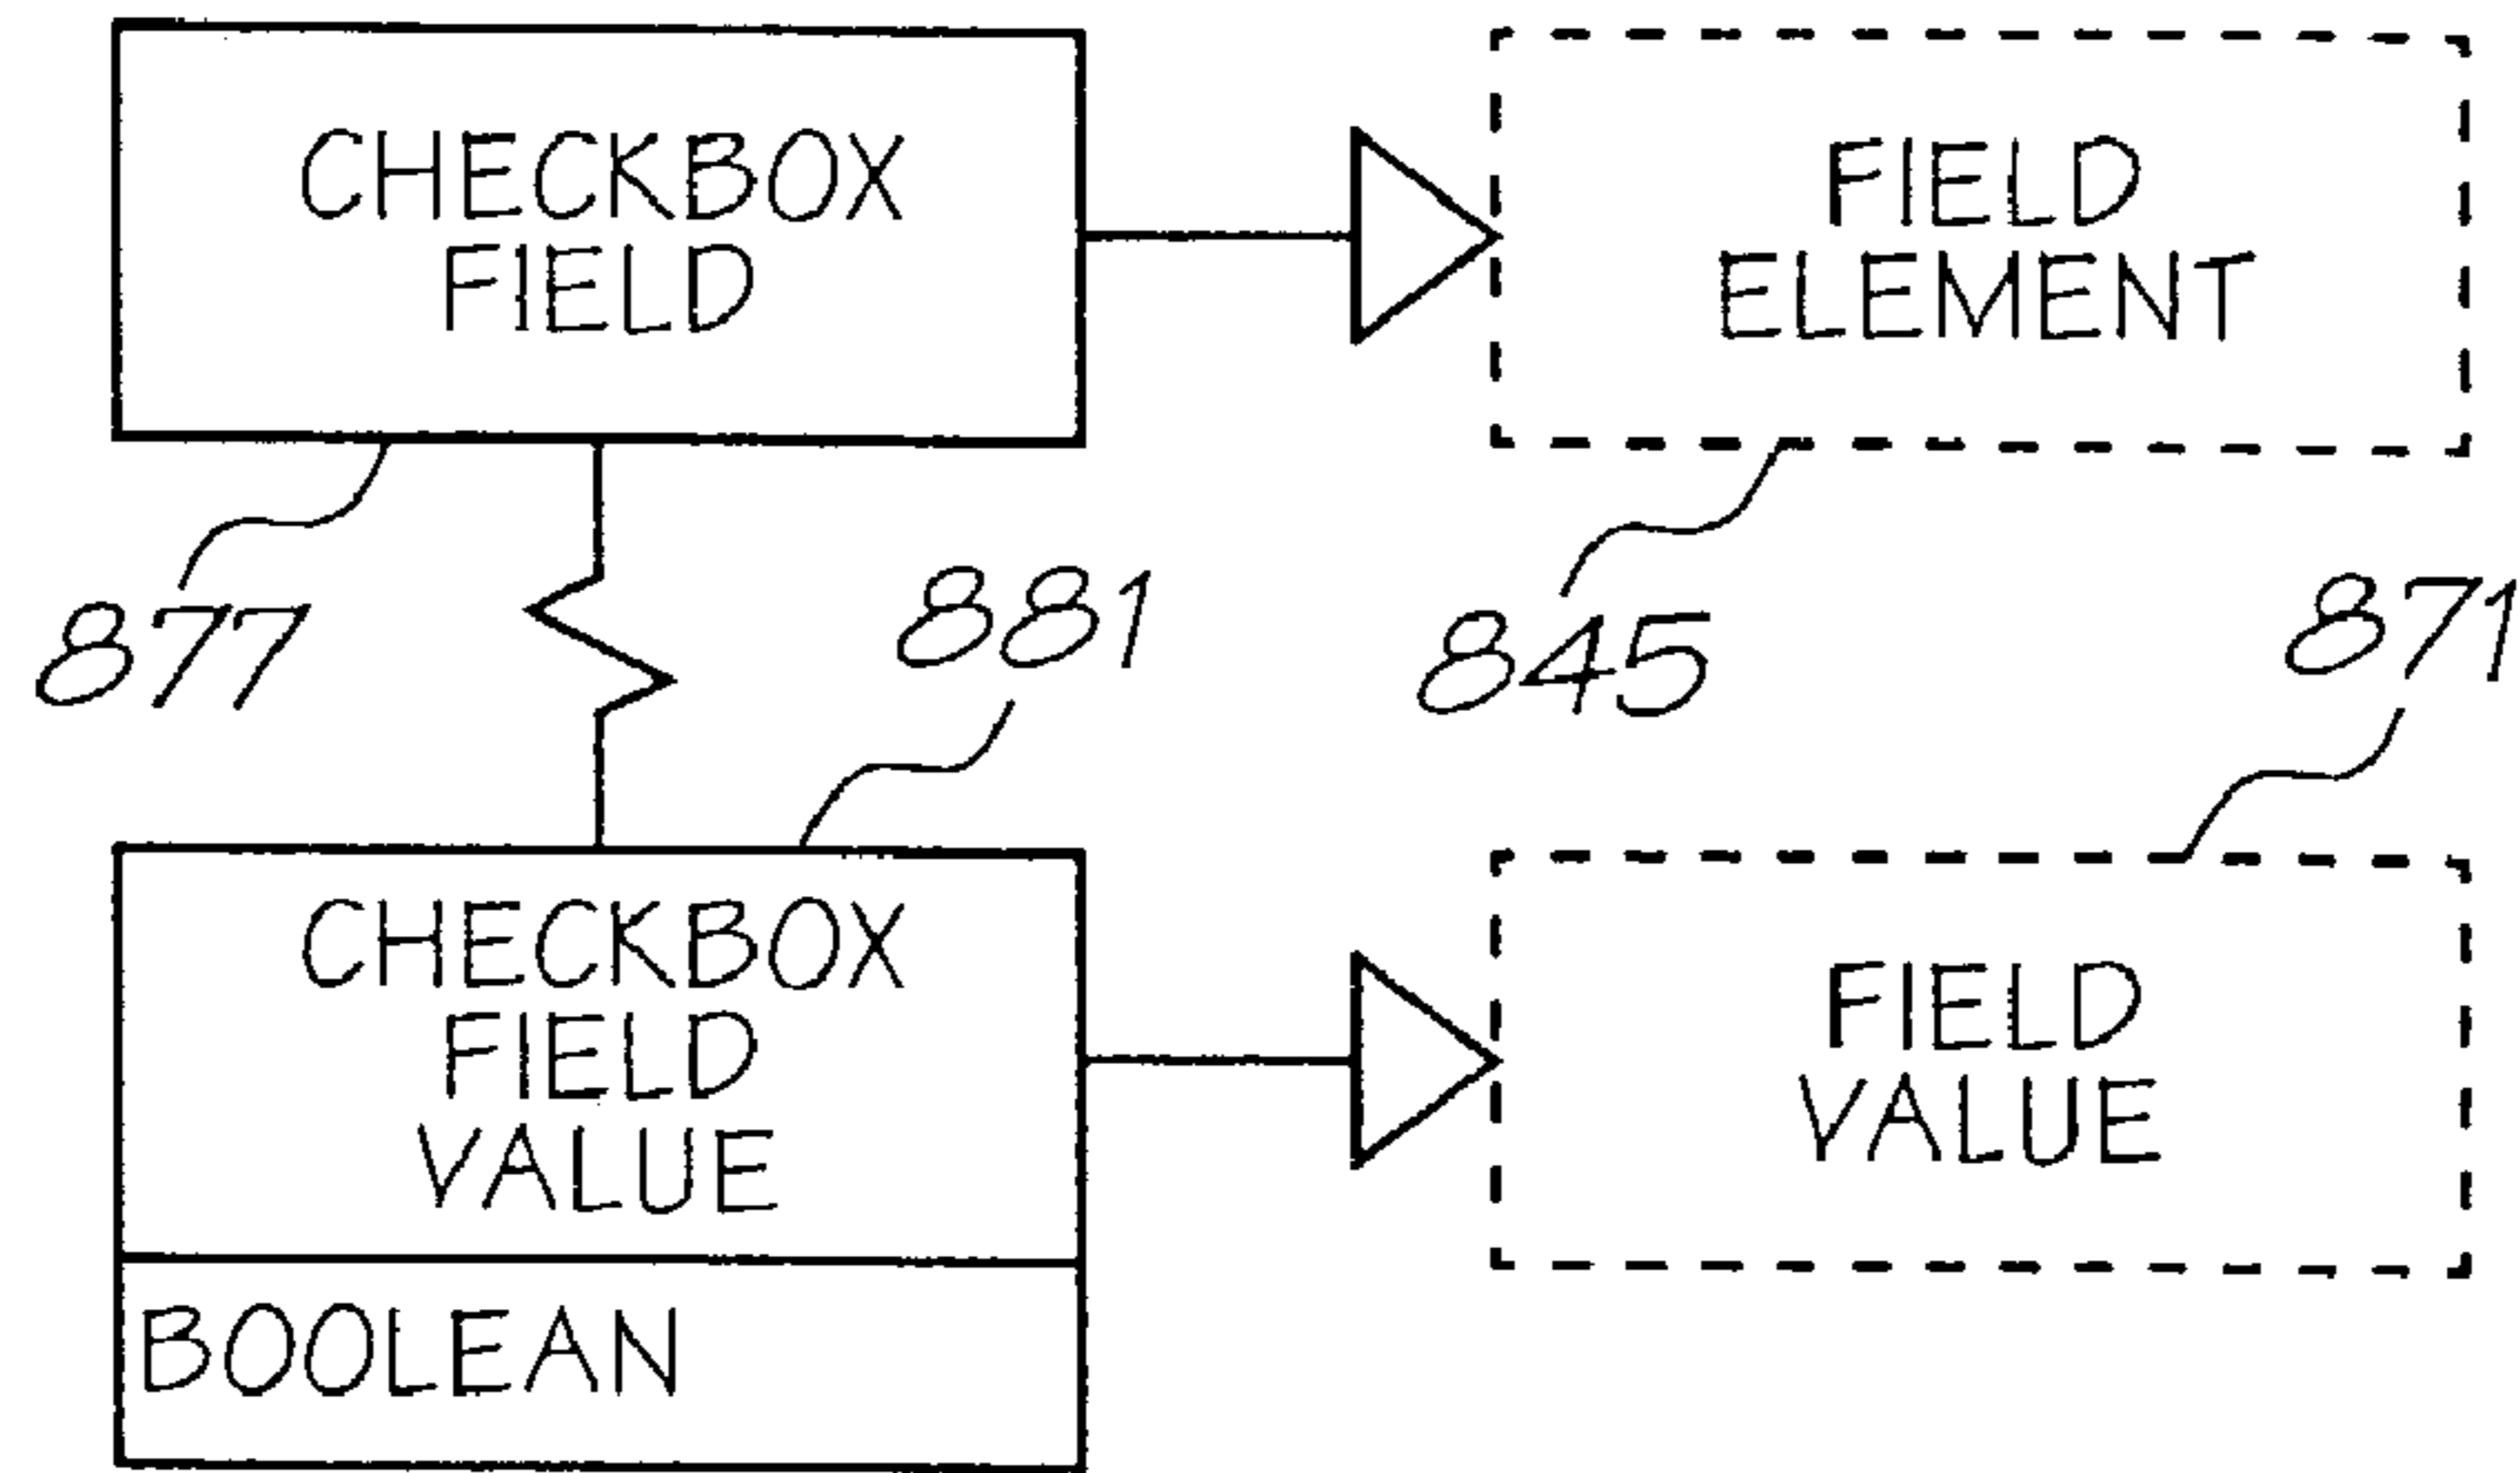 CHECKBOX
FIELD
FIELD
ELEMENT
877
881
845
871
CHECKBOX
FIELD
VALUE
FIELD
VALUE
BOOLEAN